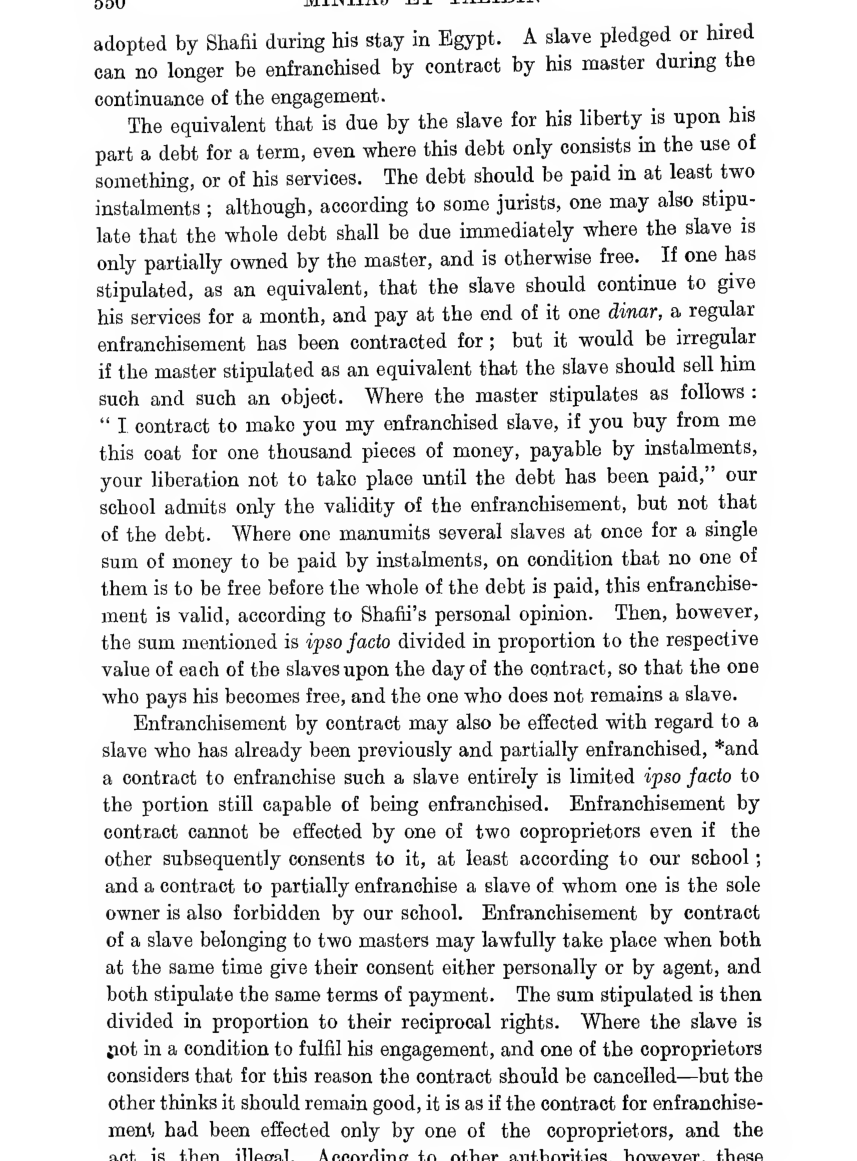 550
MINHAJ ET TALIBIN
adopted by Shafii during his stay in Egypt. A slave pledged or hired
can no longer be enfranchised by contract by his master during the
continuance of the engagement.
The equivalent that is due by the slave for his liberty is upon his
part a debt for a term, even where this debt only consists in the use of
something, or of his services. The debt should be paid in at least two
instalments ; although, according to some jurists, one may also stipu-
late that the whole debt shall be due immediately where the slave is
only partially owned by the master, and is otherwise free. If one has
stipulated, as an equivalent, that the slave should continue to give
his services for a month, and pay at the end of it one dinar, a regular
enfranchisement has been contracted for ; but it would be irregular
if the master stipulated as an equivalent that the slave should sell him
such and such an object. Where the master stipulates as follows :
“ I contract to make you my enfranchised slave, if you buy from me
this coat for one thousand pieces of money, payable by instalments,
your liberation not to take place until the debt has been paid,” our
school admits only the validity of the enfranchisement, but not that
of the debt. Where one manumits several slaves at once for a single
sum of money to be paid by instalments, on condition that no one of
them is to be free before the whole of the debt is paid, this enfranchise-
ment is valid, according to Shafii’s personal opinion. Then, however,
the sum mentioned is ipso facto divided in proportion to the respective
value of each of the slaves upon the day of the contract, so that the one
who pays his becomes free, and the one who does not remains a slave.
Enfranchisement by contract may also be effected with regard to a
slave who has already been previously and partially enfranchised, *and
a contract to enfranchise such a slave entirely is limited ipso facto to
the portion still capable of being enfranchised. Enfranchisement by
contract cannot be effected by one of two coproprietors even if the
other subsequently consents to it, at least according to our school ;
and a contract to partially enfranchise a slave of whom one is the sole
owner is also forbidden by our school. Enfranchisement by contract
of a slave belonging to two masters may lawfully take place when both
at the same time give their consent either personally or by agent, and
both stipulate the same terms of payment. The sum stipulated is then
divided in proportion to their reciprocal rights. Where the slave is
not in a condition to fulfil his engagement, and one of the coproprietors
considers that for this reason the contract should be cancelled—but the
other thinks it should remain good, it is as if the contract for enfranchise-
ment had been effected only by one of the coproprietors, and the
act is then illegal. According to other authorities, however, these